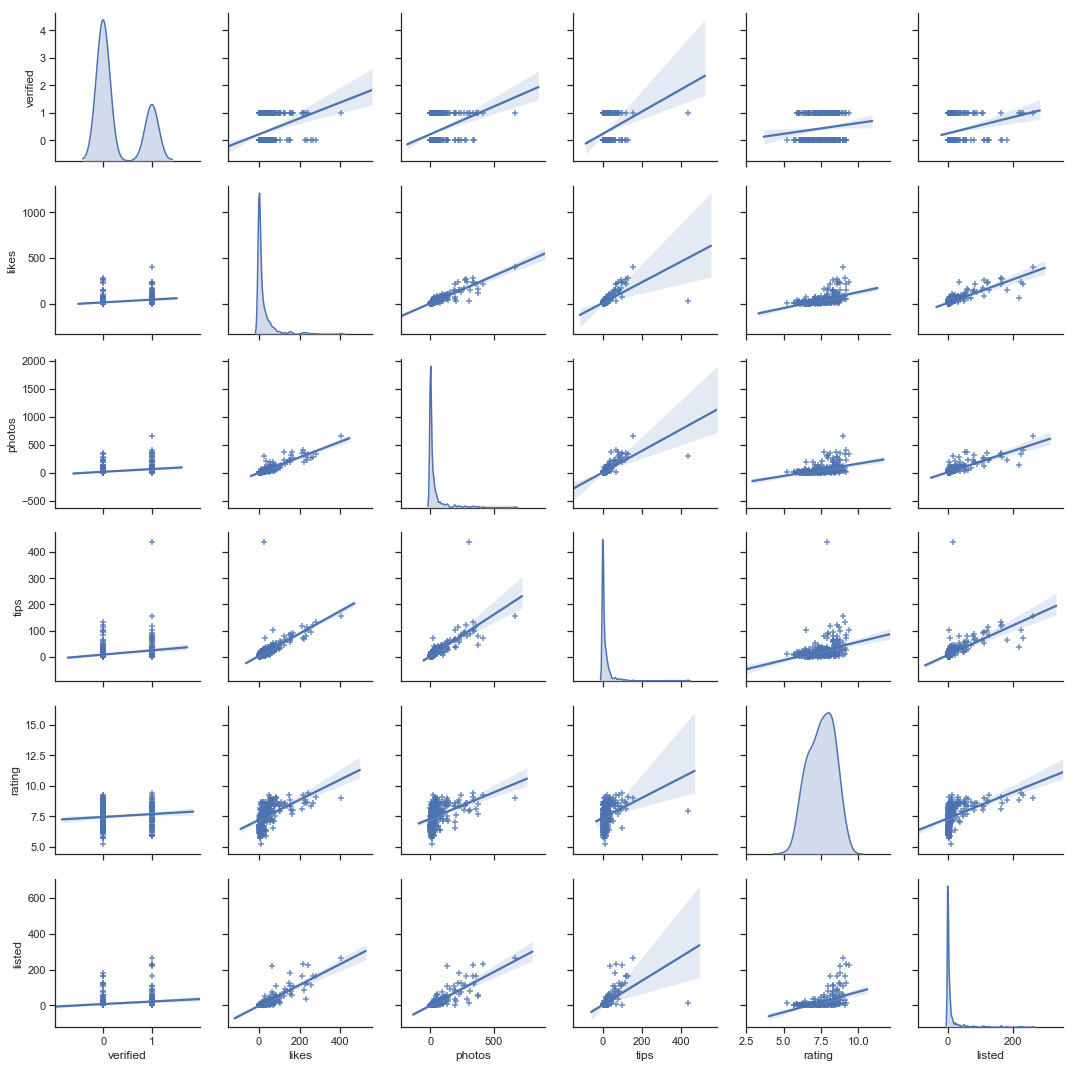 4
3
2
1
0
verified
1000
500
0
likes
2000
1500
1000
500
0
−500
photos
400
300
200
100
0
tips
15.0
12.5
10.0
7.5
5.0
rating
600
400
200
0
listed
0 1
verified
0 200 400
likes
0 500
photos
0 200 400
tips
2.5 5.0 7.5 10.0
rating
0 200
listed